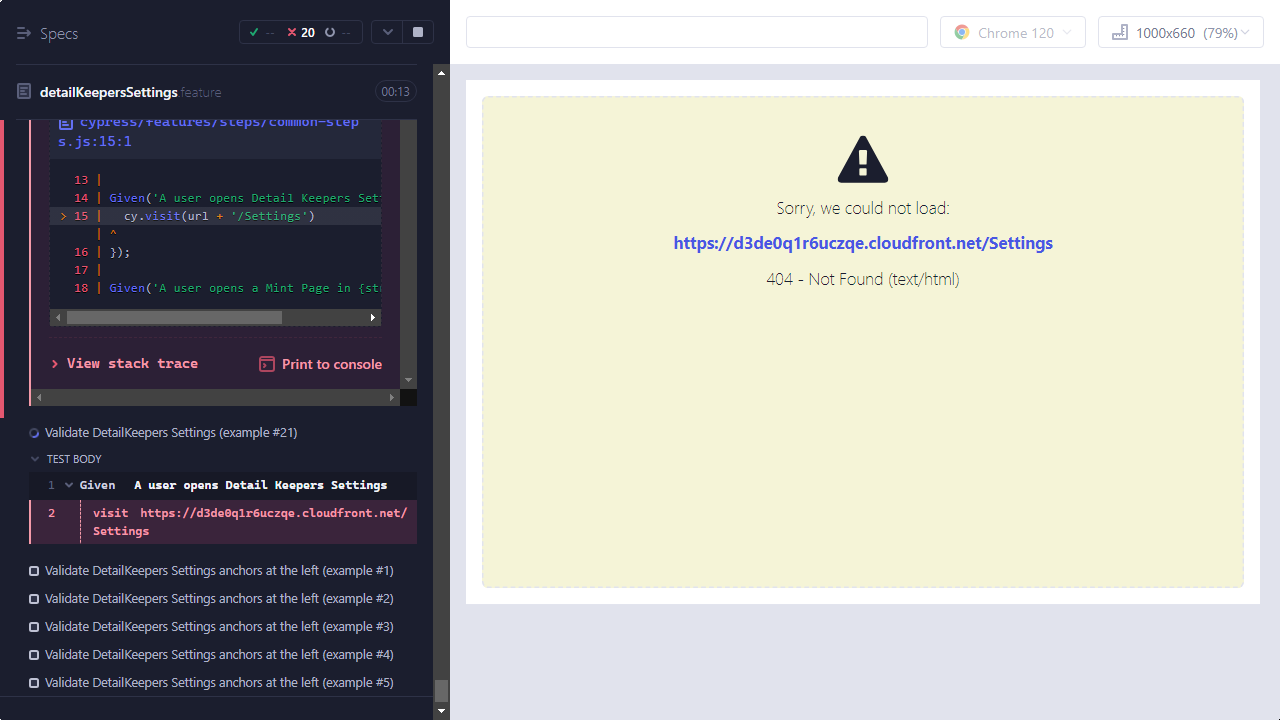 Specs
-- 20 --
Chrome 120
1000x660 (79%)
detailKeepersSettings feature
00:13
cypress/features/steps/common-step
s.js:15:1
13 |
14 | Given('A user opens Detail Keepers Set
> 15 |   cy.visit(url + '/Settings')
| ^
16 | });
17 |
18 | Given('A user opens a Mint Page in {str
> View stack trace
Print to console
Validate DetailKeepers Settings (example #21)
TEST BODY
1 Given A user opens Detail Keepers Settings
2 visit https://d3de0q1r6uczqe.cloudfront.net/
Settings
Validate DetailKeepers Settings anchors at the left (example #1)
Validate DetailKeepers Settings anchors at the left (example #2)
Validate DetailKeepers Settings anchors at the left (example #3)
Validate DetailKeepers Settings anchors at the left (example #4)
Validate DetailKeepers Settings anchors at the left (example #5)
Sorry, we could not load:
https://d3de0q1r6uczqe.cloudfront.net/Settings
404 - Not Found (text/html)